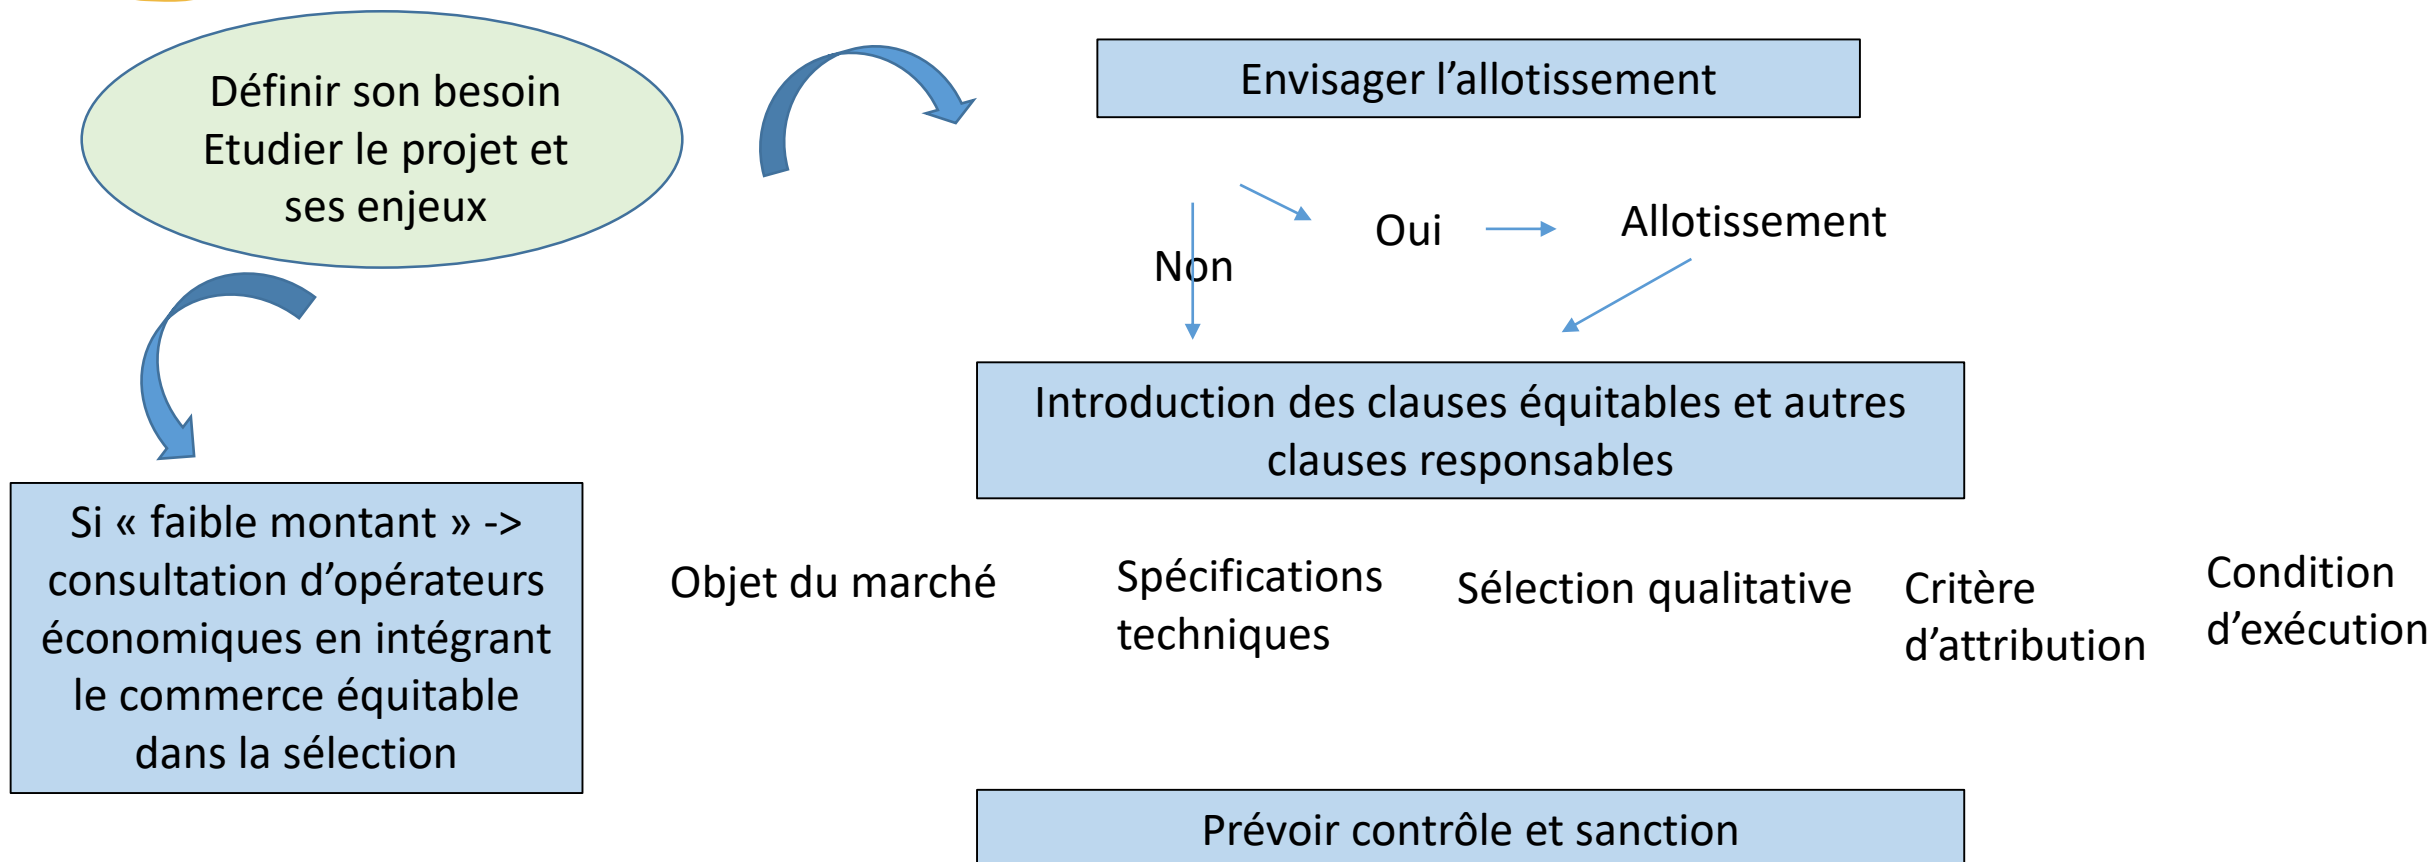 Définir son besoin
Etudier le projet et
ses enjeux
Envisager l’allotissement
Non
Oui
Allotissement
Introduction des clauses équitables et autres
clauses responsables
Si « faible montant » ->
consultation d’opérateurs
économiques en intégrant
le commerce équitable
dans la sélection
Objet du marché
Spécifications
techniques
Sélection qualitative
Critère
d’attribution
Condition
d’exécution
Prévoir contrôle et sanction